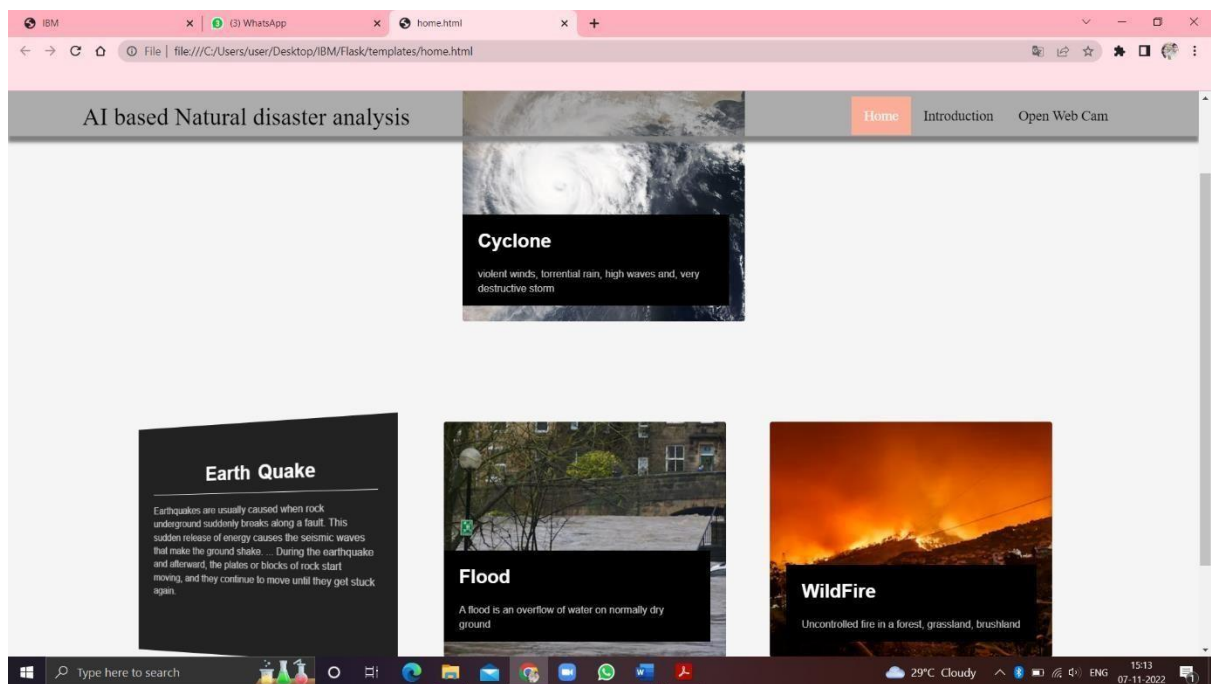 IBM
(3) WhatsApp
home.html
File | file:///C:/Users/user/Desktop/IBM/Flask/templates/home.html
AI based Natural disaster analysis
Home
Introduction
Open Web Cam
Cyclone
violent winds, torrential rain, high waves and, very
destructive storm
Earth Quake
Earthquakes are usually caused when rock
underground suddenly breaks along a fault. This
sudden release of energy causes the seismic waves
that make the ground shake. ... During the earthquake
and afterward, the plates or blocks of rock start
moving, and they continue to move until they get stuck
again.
Flood
A flood is an overflow of water on normally dry
ground
WildFire
Uncontrolled fire in a forest, grassland, brushland
Type here to search
29°C Cloudy
ENG
15:13
07-11-2022